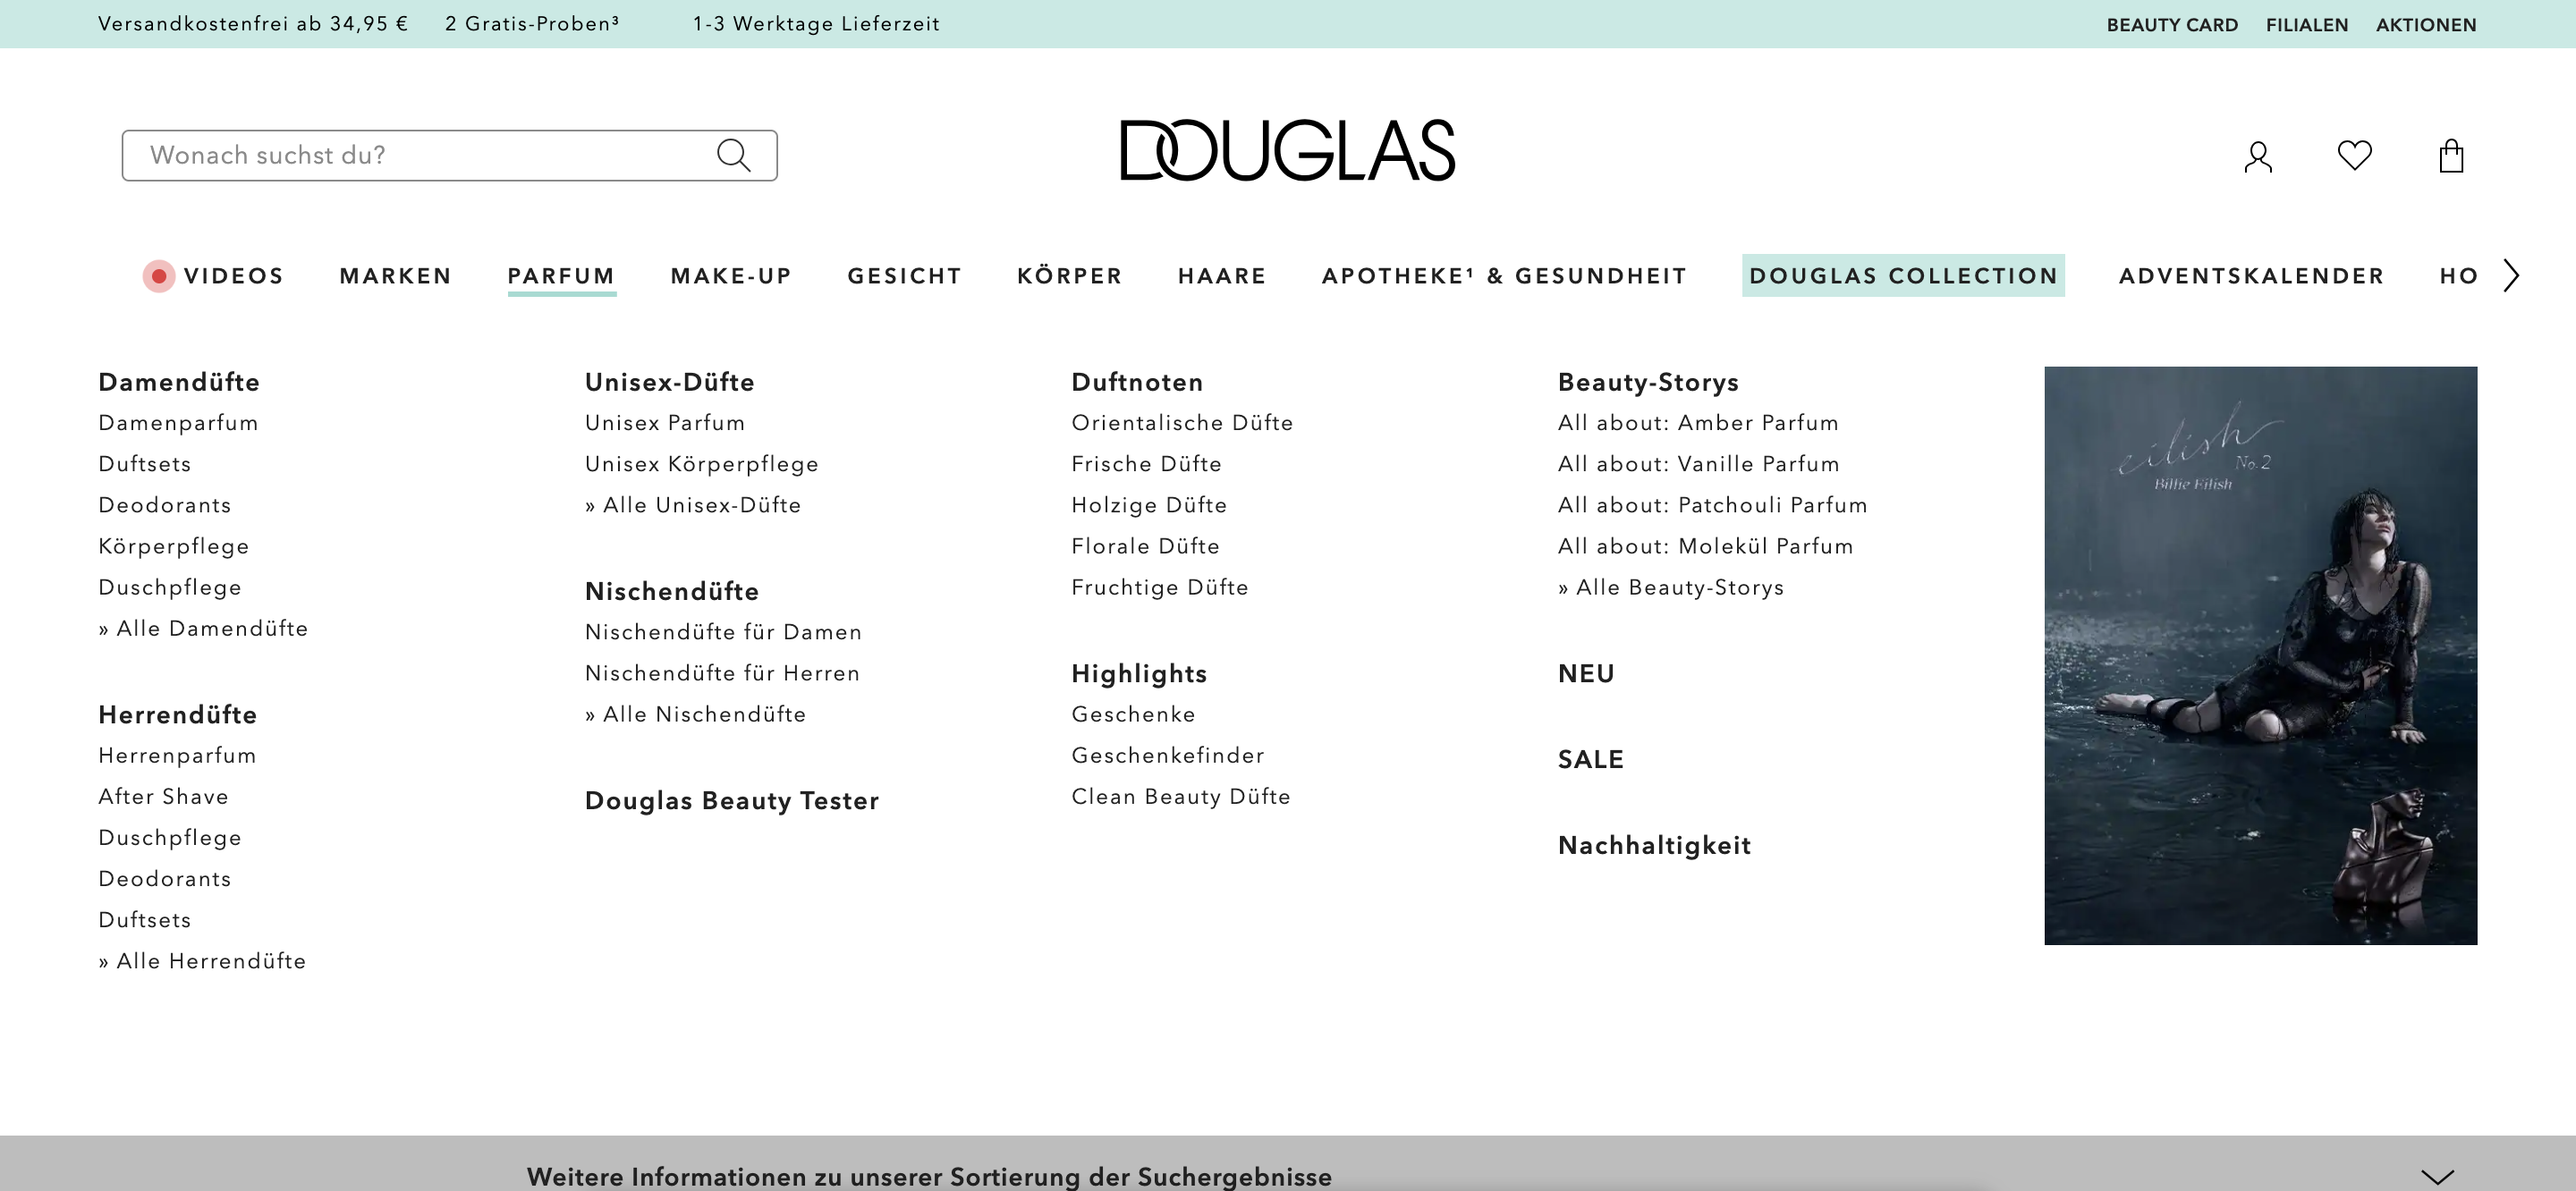 Versandkostenfrei ab 34,95 €
2 Gratis-Proben³
1-3 Werktage Lieferzeit
BEAUTY CARD
FILIALEN
AKTIONEN
Wonach suchst du?
DOUGLAS
VIDEOS
MARKEN
PARFUM
MAKE-UP
GESICHT
KÖRPER
HAARE
APOTHEKE¹ & GESUNDHEIT
DOUGLAS COLLECTION
ADVENTSKALENDER
HO
Damendüfte
Damenparfum
Duftsets
Deodorants
Körperpflege
Duschpflege
» Alle Damendüfte
Herrendüfte
Herrenparfum
After Shave
Duschpflege
Deodorants
Duftsets
» Alle Herrendüfte
Unisex-Düfte
Unisex Parfum
Unisex Körperpflege
» Alle Unisex-Düfte
Nischendüfte
Nischendüfte für Damen
Nischendüfte für Herren
» Alle Nischendüfte
Douglas Beauty Tester
Duftnoten
Orientalische Düfte
Frische Düfte
Holzige Düfte
Florale Düfte
Fruchtige Düfte
Highlights
Geschenke
Geschenkefinder
Clean Beauty Düfte
Beauty-Storys
All about: Amber Parfum
All about: Vanille Parfum
All about: Patchouli Parfum
All about: Molekül Parfum
» Alle Beauty-Storys
NEU
SALE
Nachhaltigkeit
eilish
No.2
Billie Eilish
Weitere Informationen zu unserer Sortierung der Suchergebnisse